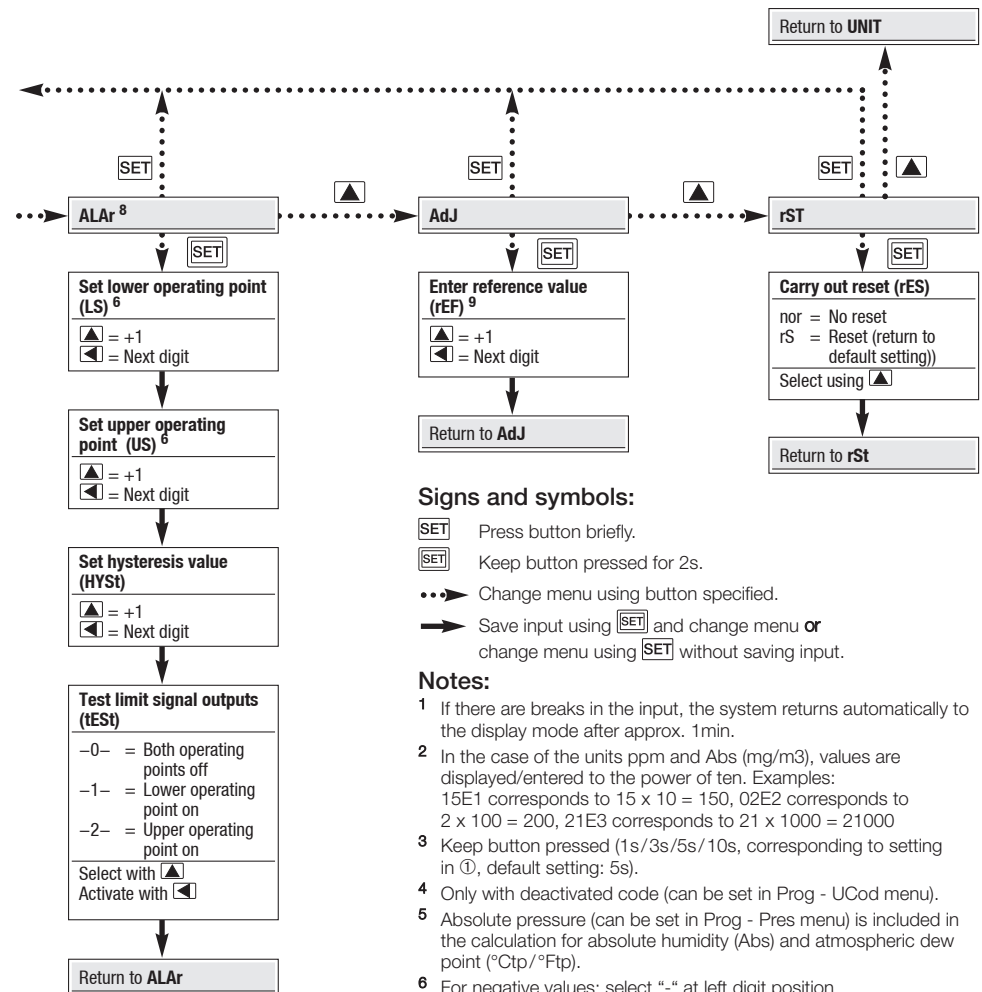 Return to UNIT
SET
SET
SET
ALAr 8
AdJ
rST
SET
SET
SET
Set lower operating point
(LS) 6
▲ = +1
◀ = Next digit
Set upper operating
point (US) 6
▲ = +1
◀ = Next digit
Set hysteresis value
(HYSt)
▲ = +1
◀ = Next digit
Test limit signal outputs
(tESt)
–0– = Both operating
points off
–1– = Lower operating
point on
–2– = Upper operating
point on
Select with ▲
Activate with ◀
Return to ALAr
Enter reference value
(rEF) 9
▲ = +1
◀ = Next digit
Return to AdJ
Carry out reset (rES)
nor = No reset
rS = Reset (return to
default setting))
Select using ▲
Return to rSt
Signs and symbols:
SET Press button briefly.
SET Keep button pressed for 2s.
Change menu using button specified.
Save input using SET and change menu or
change menu using SET without saving input.
Notes:
1 If there are breaks in the input, the system returns automatically to
the display mode after approx. 1min.
2 In the case of the units ppm and Abs (mg/m3), values are
displayed/entered to the power of ten. Examples:
15E1 corresponds to 15 x 10 = 150, 02E2 corresponds to
2 x 100 = 200, 21E3 corresponds to 21 x 1000 = 21000
3 Keep button pressed (1s/3s/5s/10s, corresponding to setting
in ①, default setting: 5s).
4 Only with deactivated code (can be set in Prog - UCod menu).
5 Absolute pressure (can be set in Prog - Pres menu) is included in
the calculation for absolute humidity (Abs) and atmospheric dew
point (°Ctp/°Ftp).
6 For negative values: select "-" at left digit position